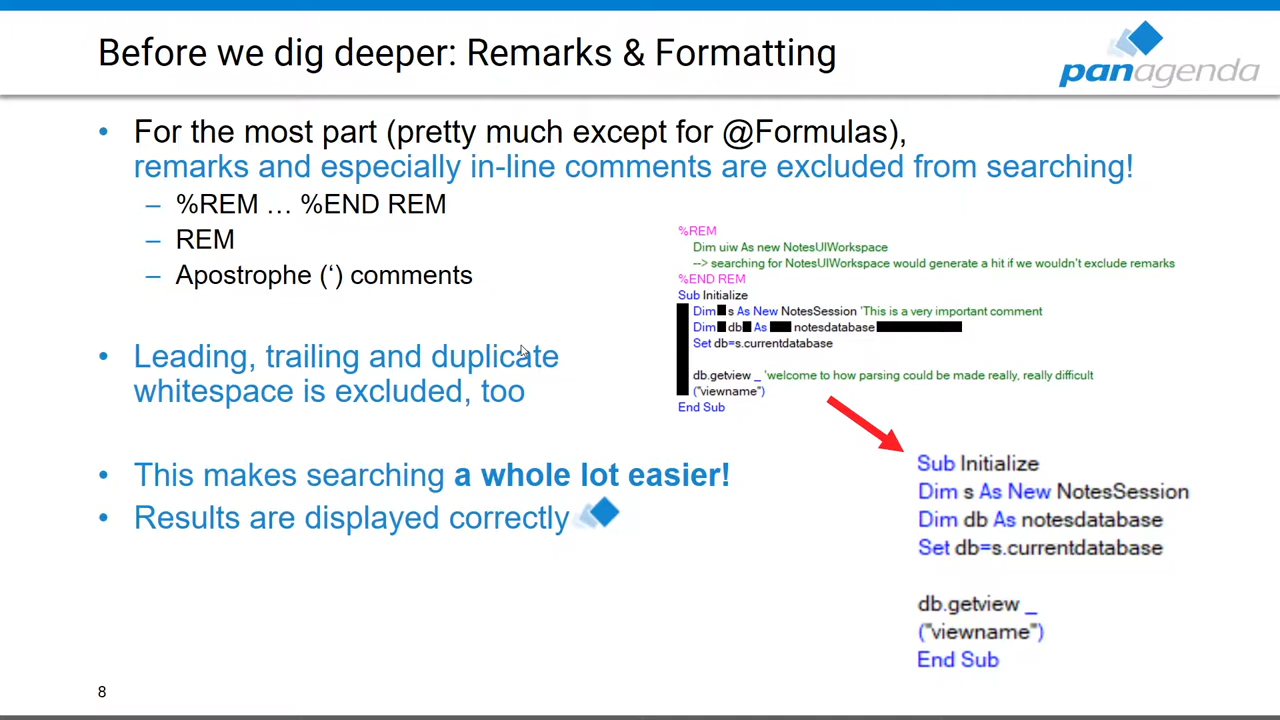 Before we dig deeper: Remarks & Formatting
panagenda
• For the most part (pretty much except for @Formulas),
remarks and especially in-line comments are excluded from searching!
– %REM … %END REM
– REM
– Apostrophe (‘) comments
• Leading, trailing and duplicate
whitespace is excluded, too
• This makes searching a whole lot easier!
• Results are displayed correctly
%REM
Dim uiw As new NotesUIWorkspace
--> searching for NotesUIWorkspace would generate a hit if we wouldn't exclude remarks
%END REM
Sub Initialize
Dim s As New NotesSession 'This is a very important comment
Dim db As notesdatabase
Set db=s.currentdatabase
db.getview _ 'welcome to how parsing could be made really, really difficult
("viewname")
End Sub
Sub Initialize
Dim s As New NotesSession
Dim db As notesdatabase
Set db=s.currentdatabase
db.getview _
("viewname")
End Sub
8